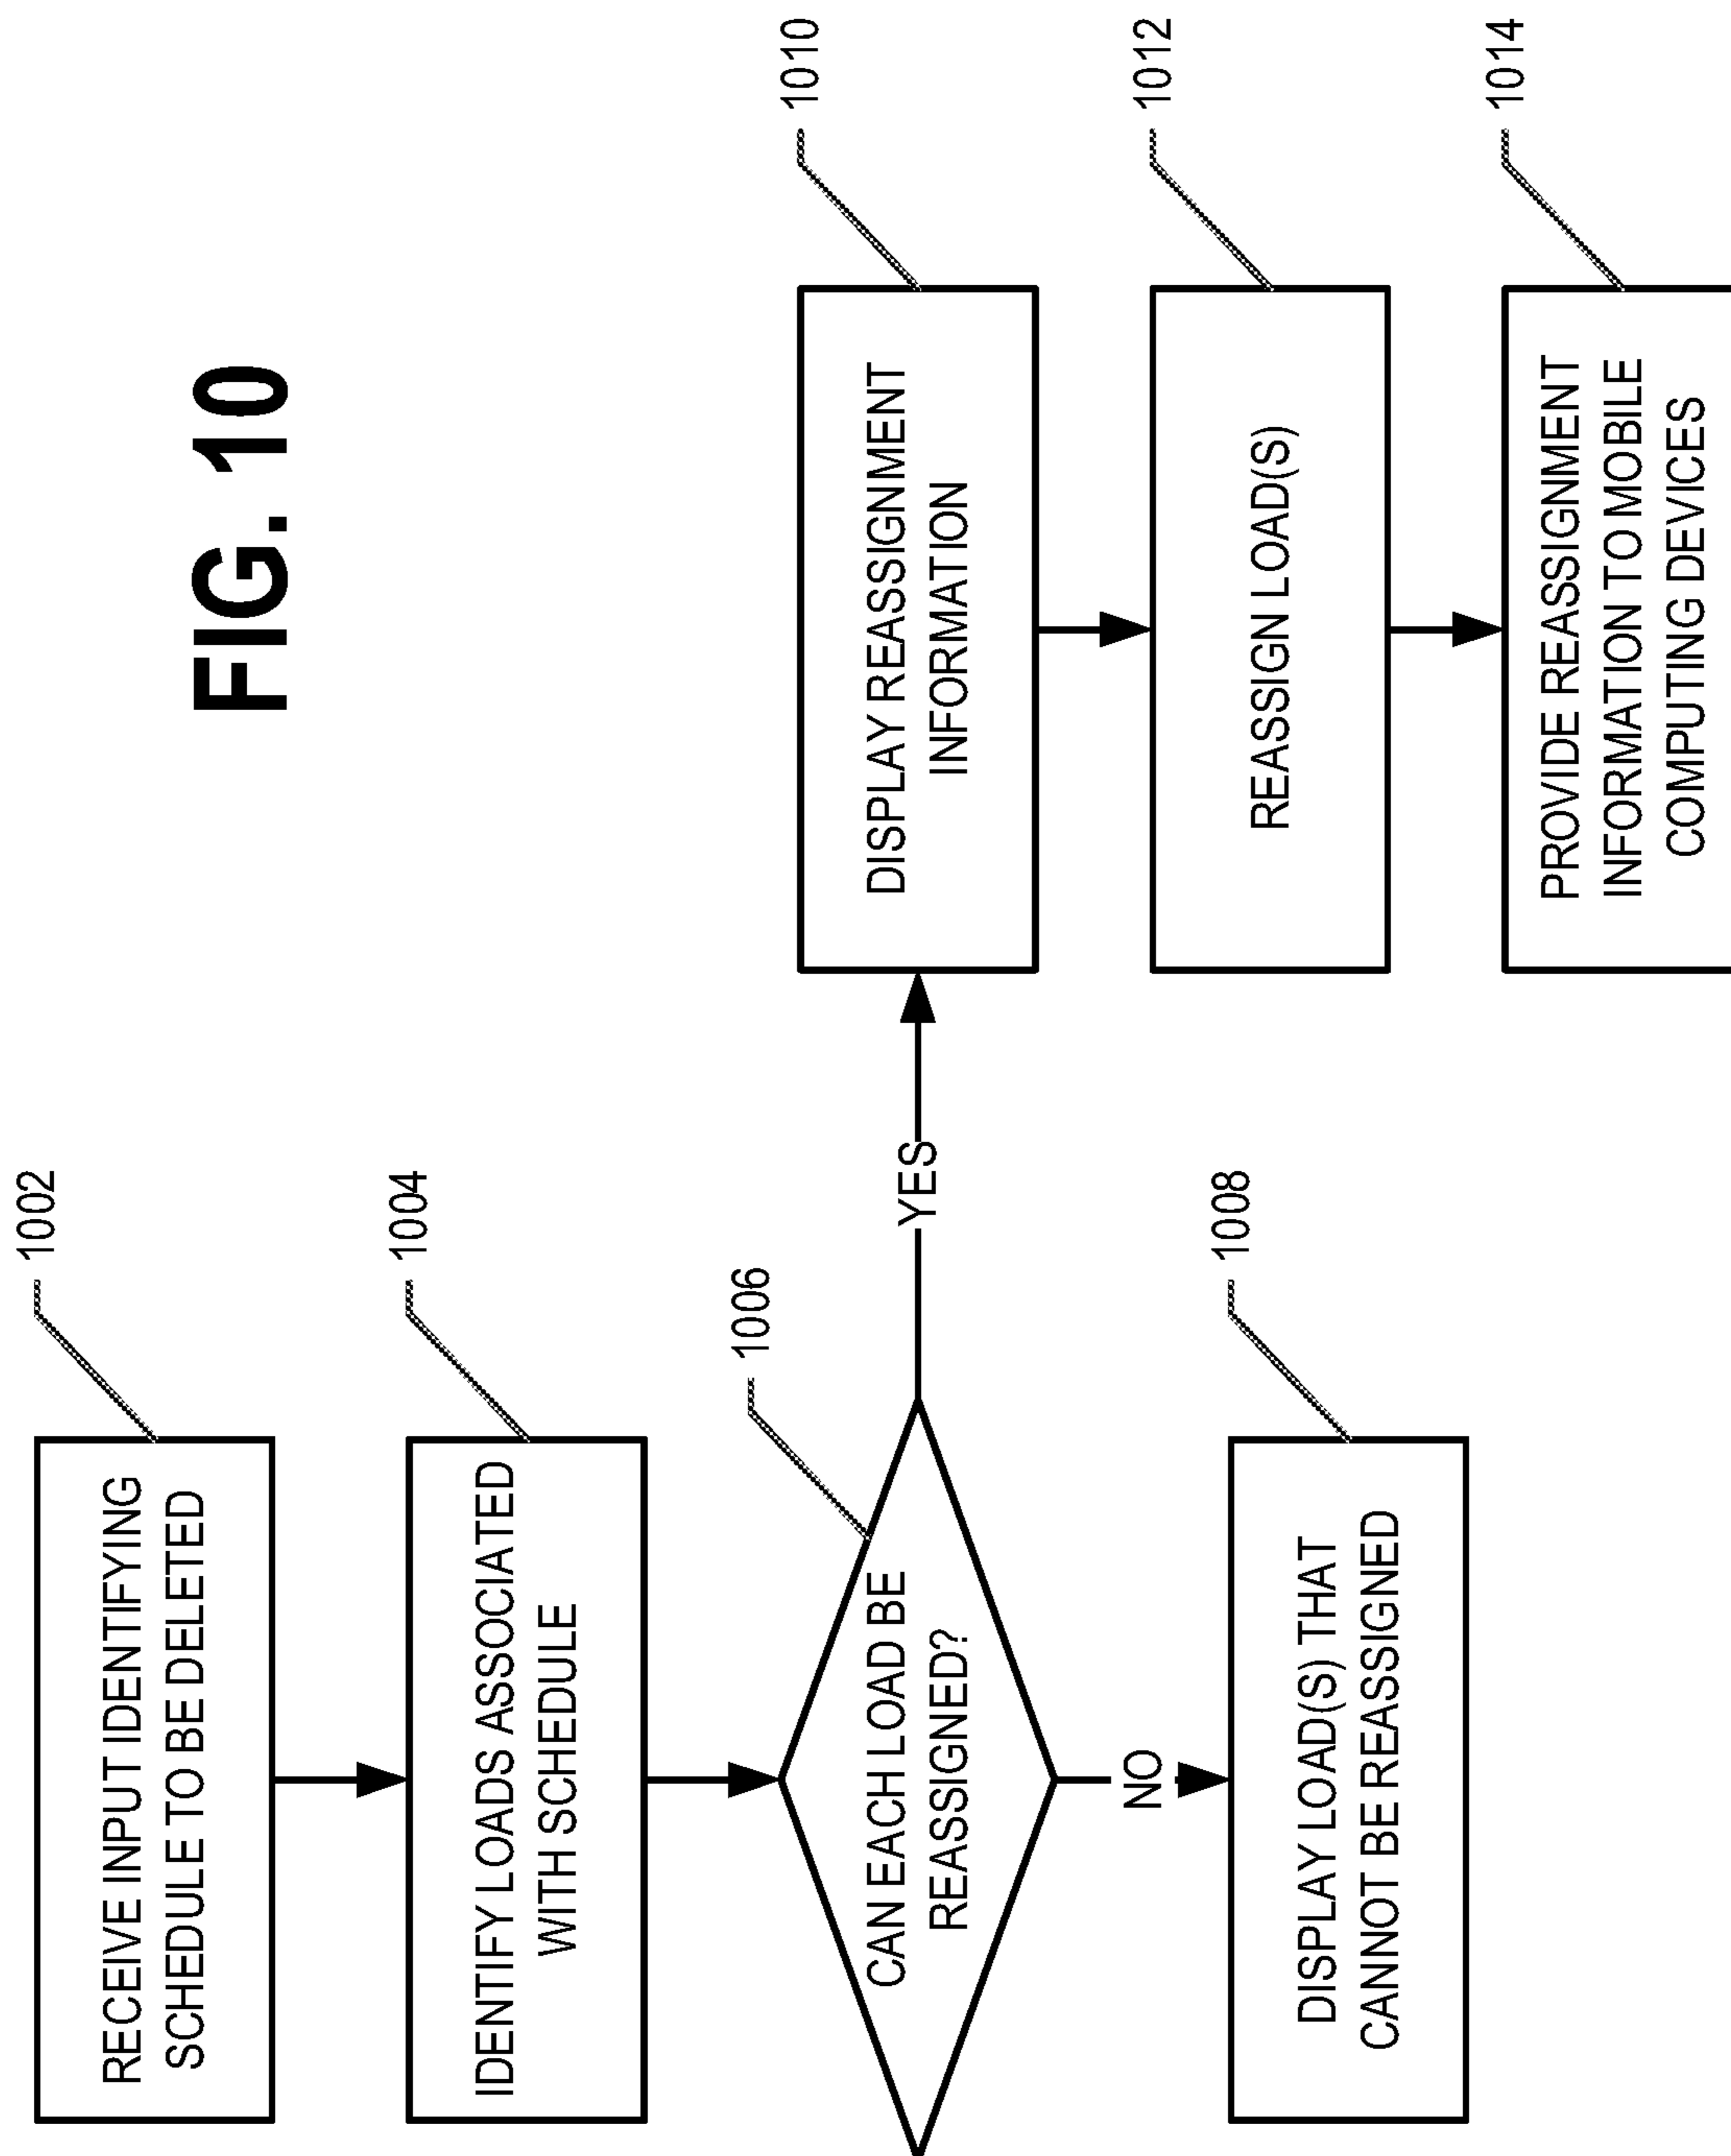 FIG. 10
1002
RECEIVE INPUT IDENTIFYING
SCHEDULE TO BE DELETED
1004
IDENTIFY LOADS ASSOCIATED
WITH SCHEDULE
1006
CAN EACH LOAD BE
REASSIGNED?
YES
NO
1008
DISPLAY LOAD(S) THAT
CANNOT BE REASSIGNED
1010
DISPLAY REASSIGNMENT
INFORMATION
1012
REASSIGN LOAD(S)
1014
PROVIDE REASSIGNMENT
INFORMATION TO MOBILE
COMPUTING DEVICES